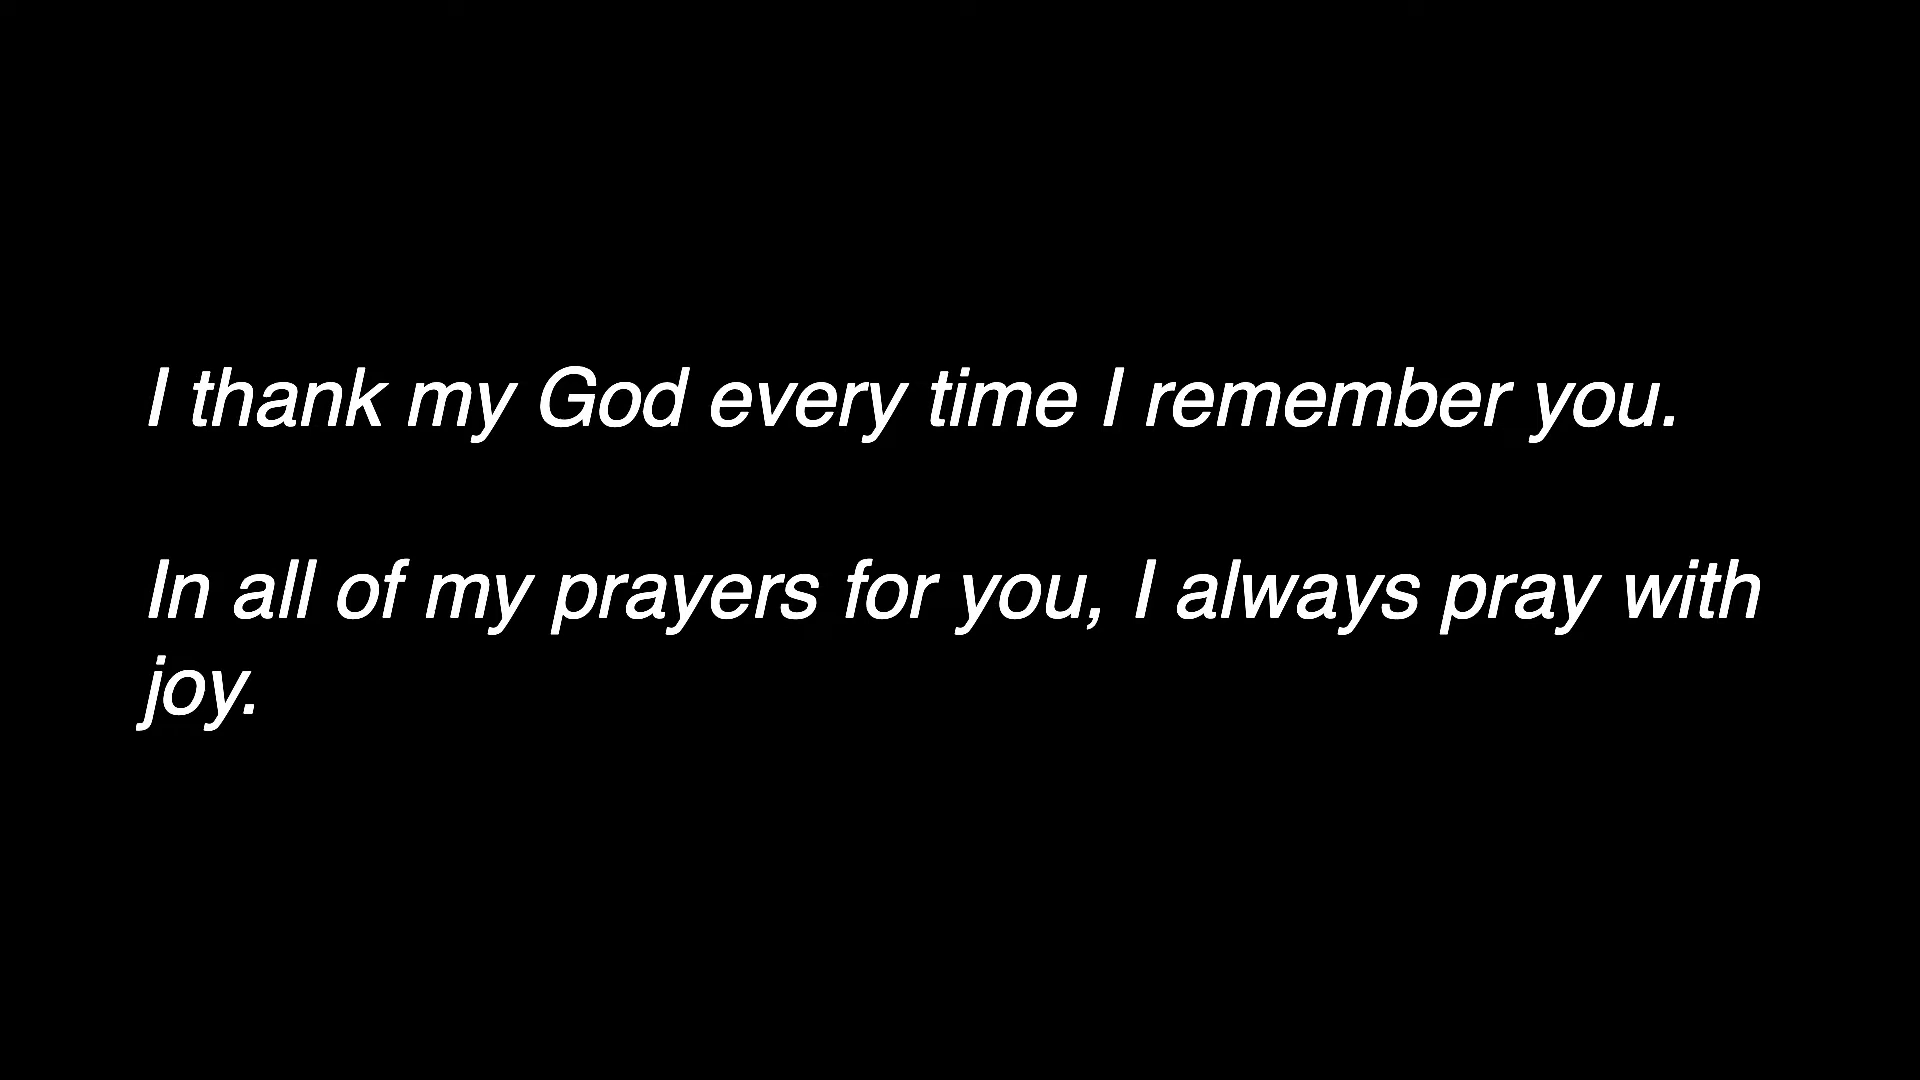 I thank my God every time I remember you.
In all of my prayers for you, I always pray with
joy.